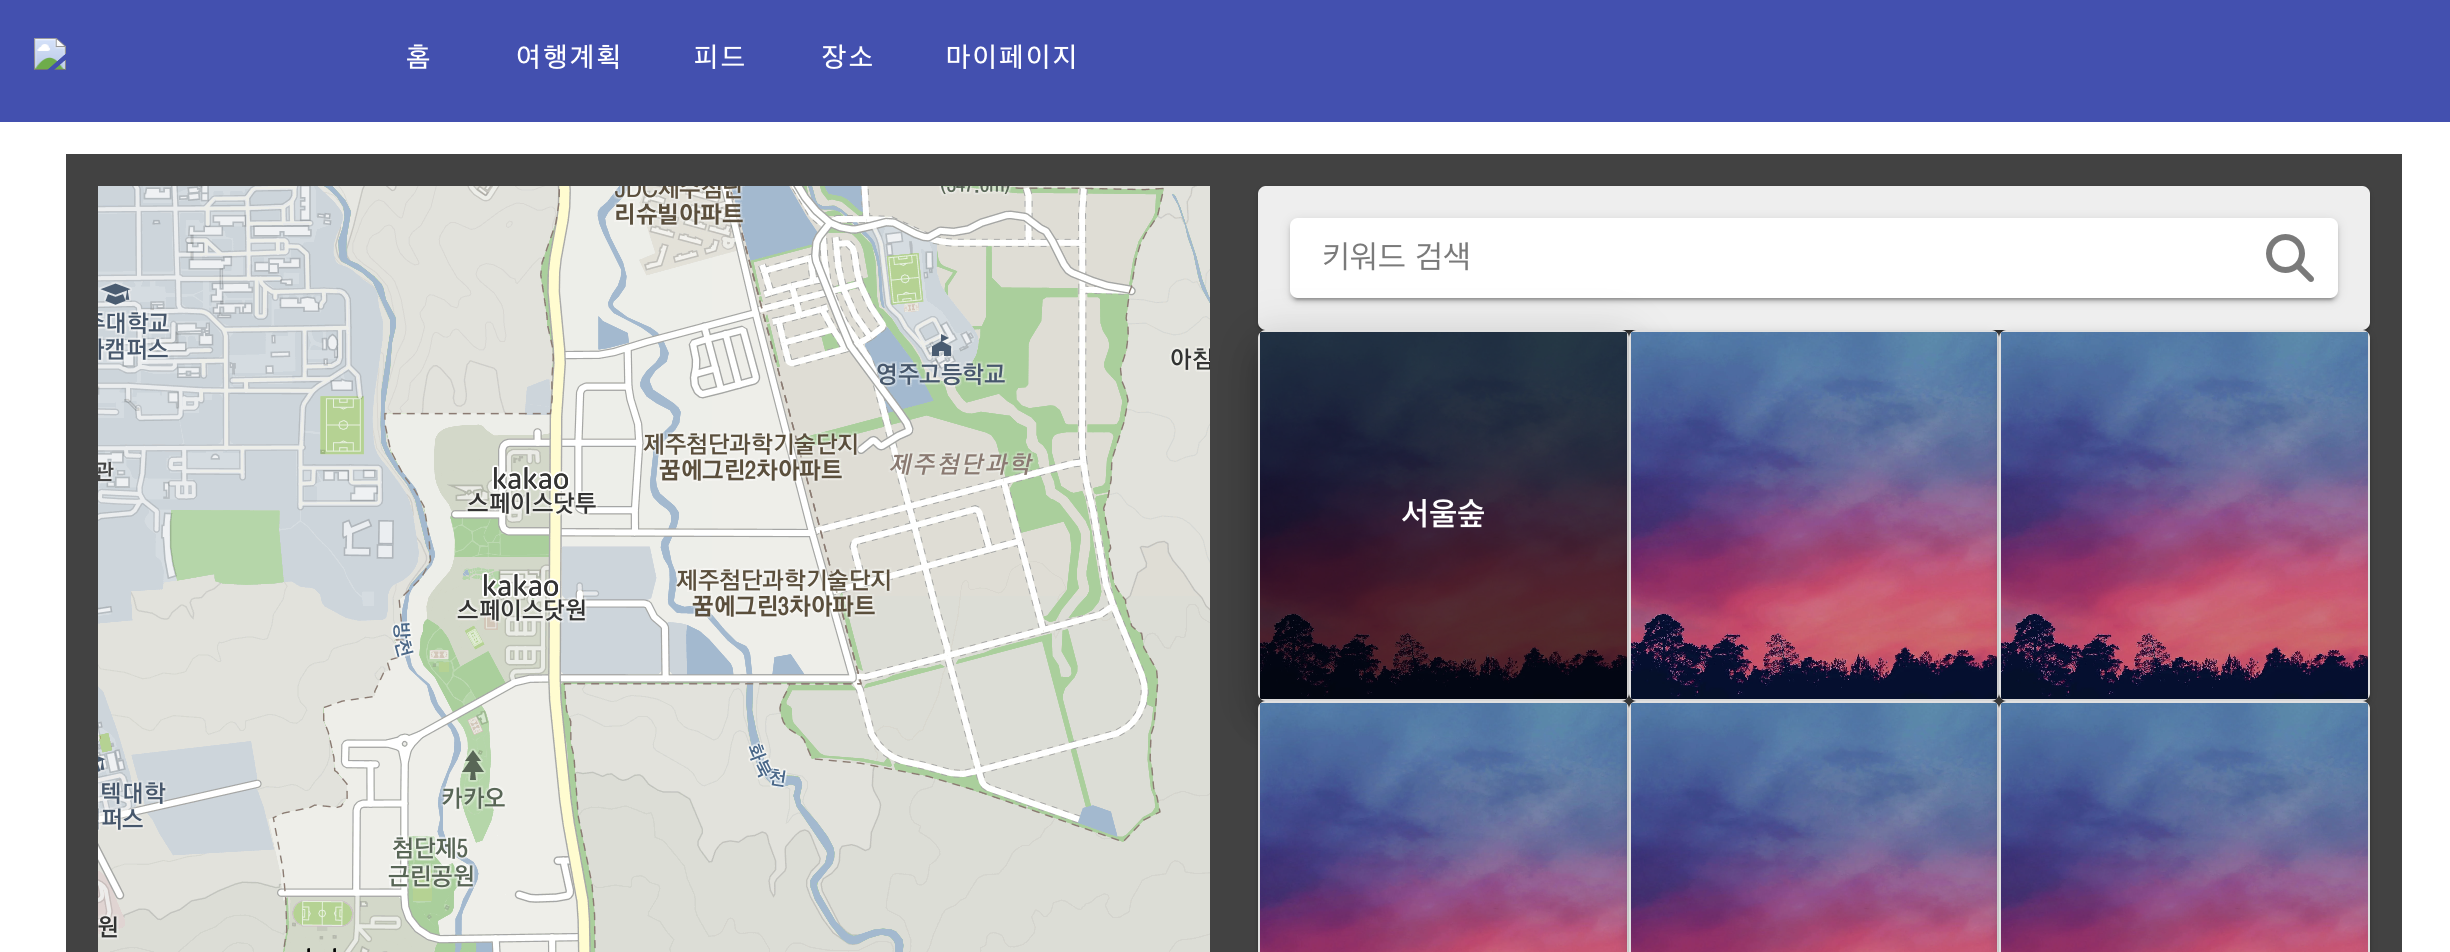 홈
여행계획
피드
장소
마이페이지
JDC제주첨단
리슈빌아파트
키워드 검색
영주고등학교
제주첨단과학기술단지
꿈에그린2차아파트
제주첨단과학
kakao
스페이스닷투
서울숲
제주첨단과학기술단지
꿈에그린3차아파트
kakao
스페이스닷원
방천
화북천
카카오
첨단제5
근린공원
대학교
캠퍼스
관
아침
텍대학
퍼스
원